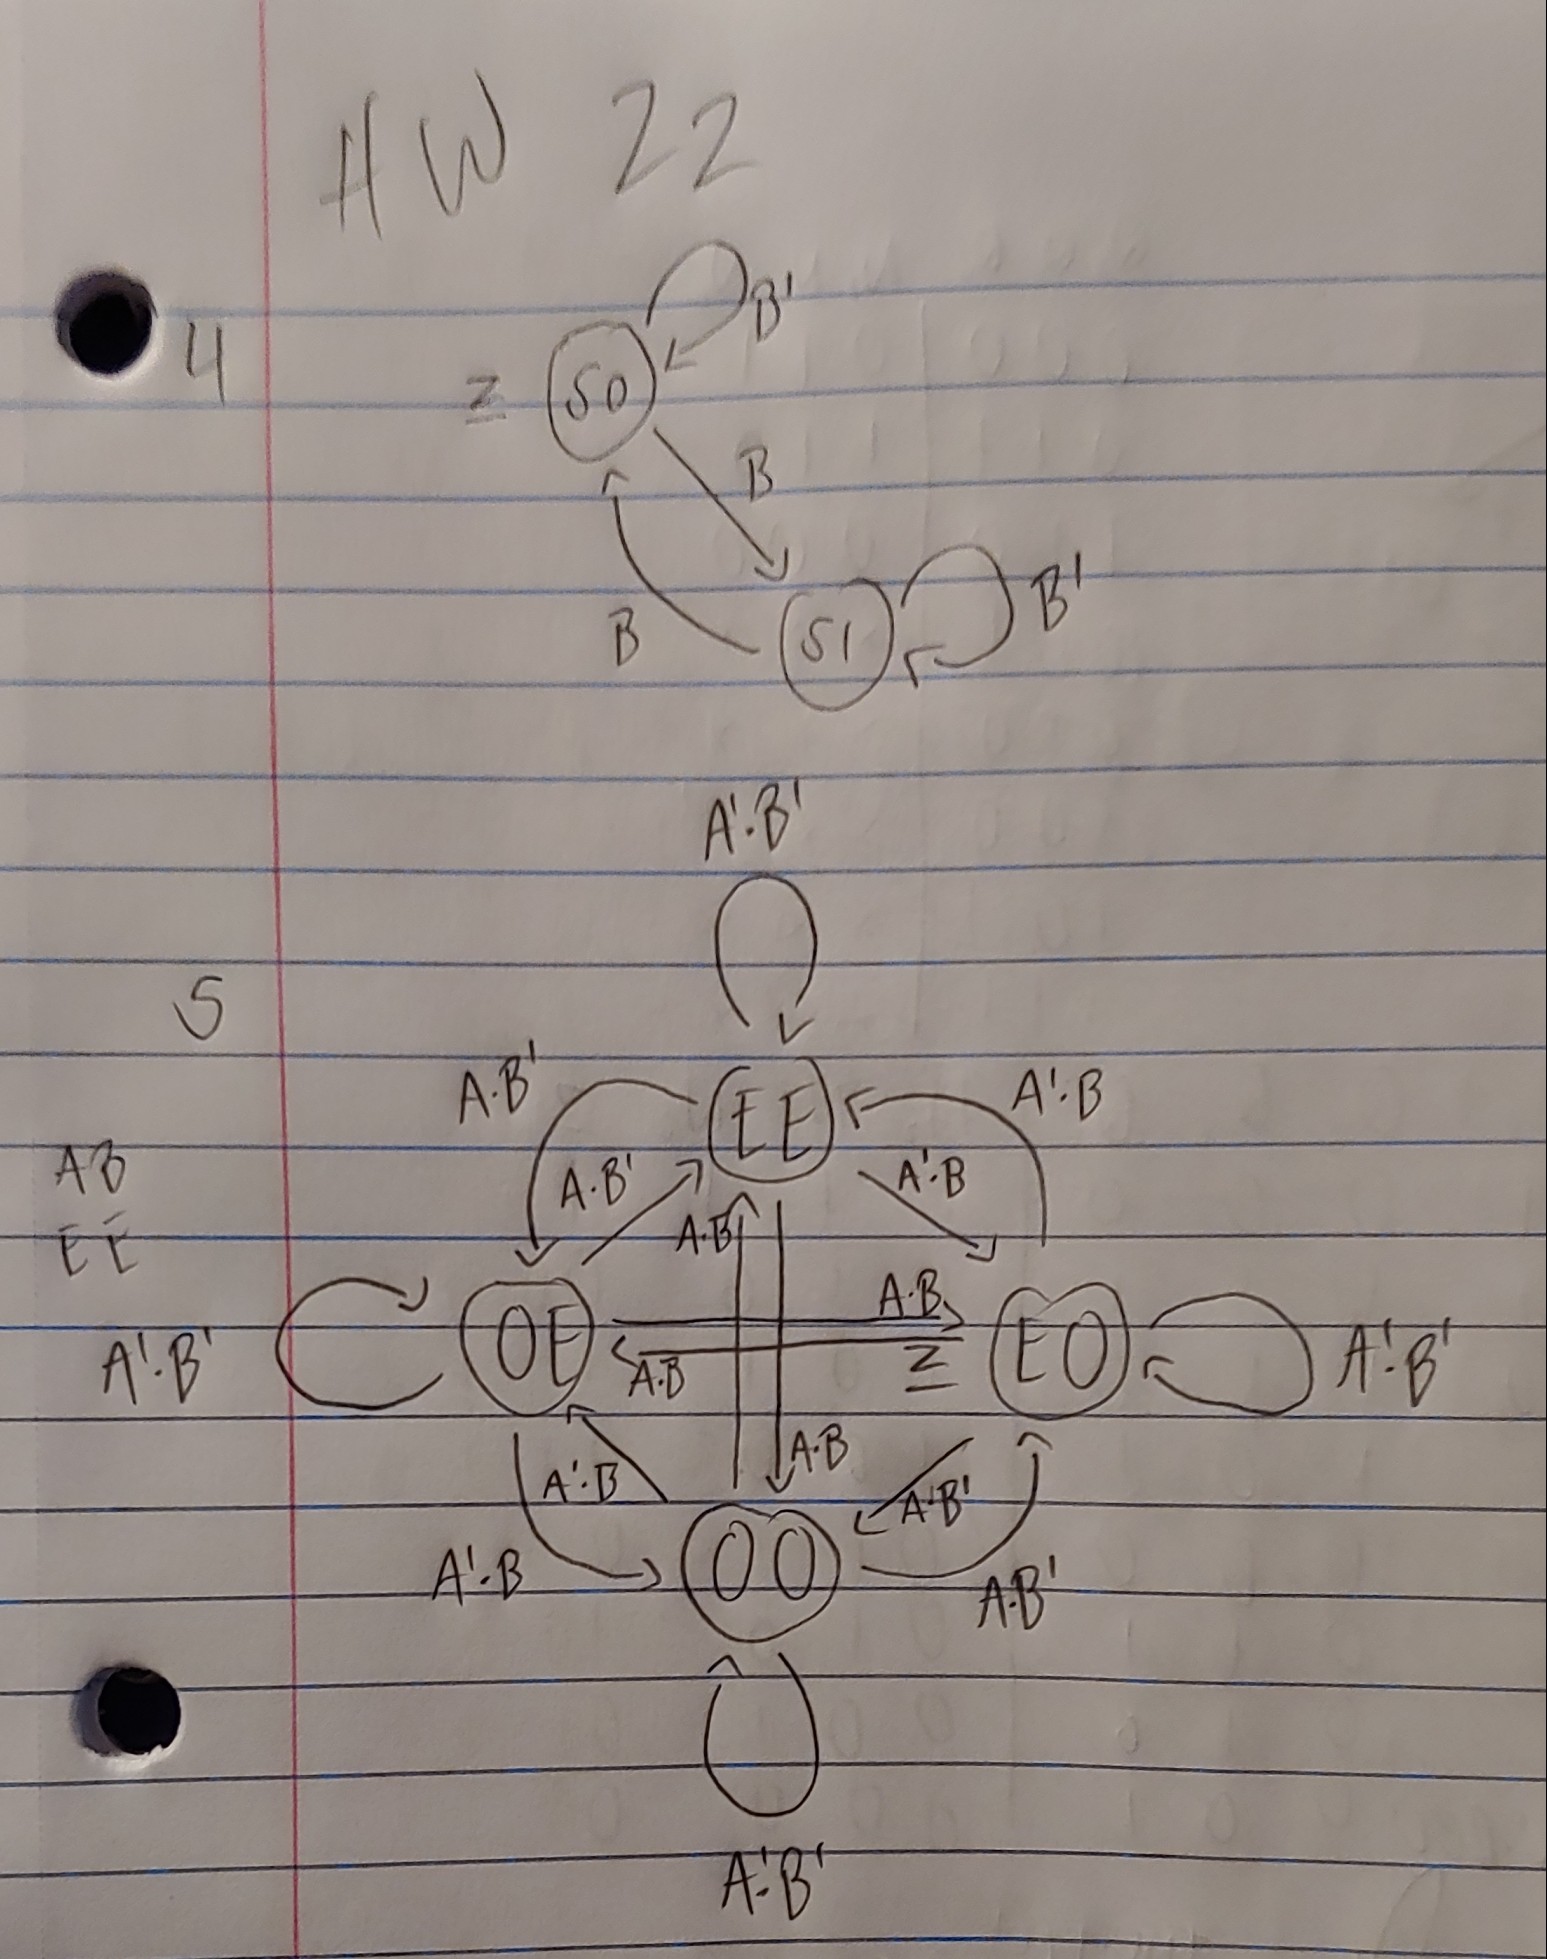 HW 22
B'
4
Z S0
B
B
S1
B'
A'·B'
5
A·B' EE A'·B
AB
A·B' A'·B
EE
A·B
A·B
A'·B' OE EO A'·B'
A·B Z
A·B
A'·B A'B'
A'·B OO A·B'
A'·B'